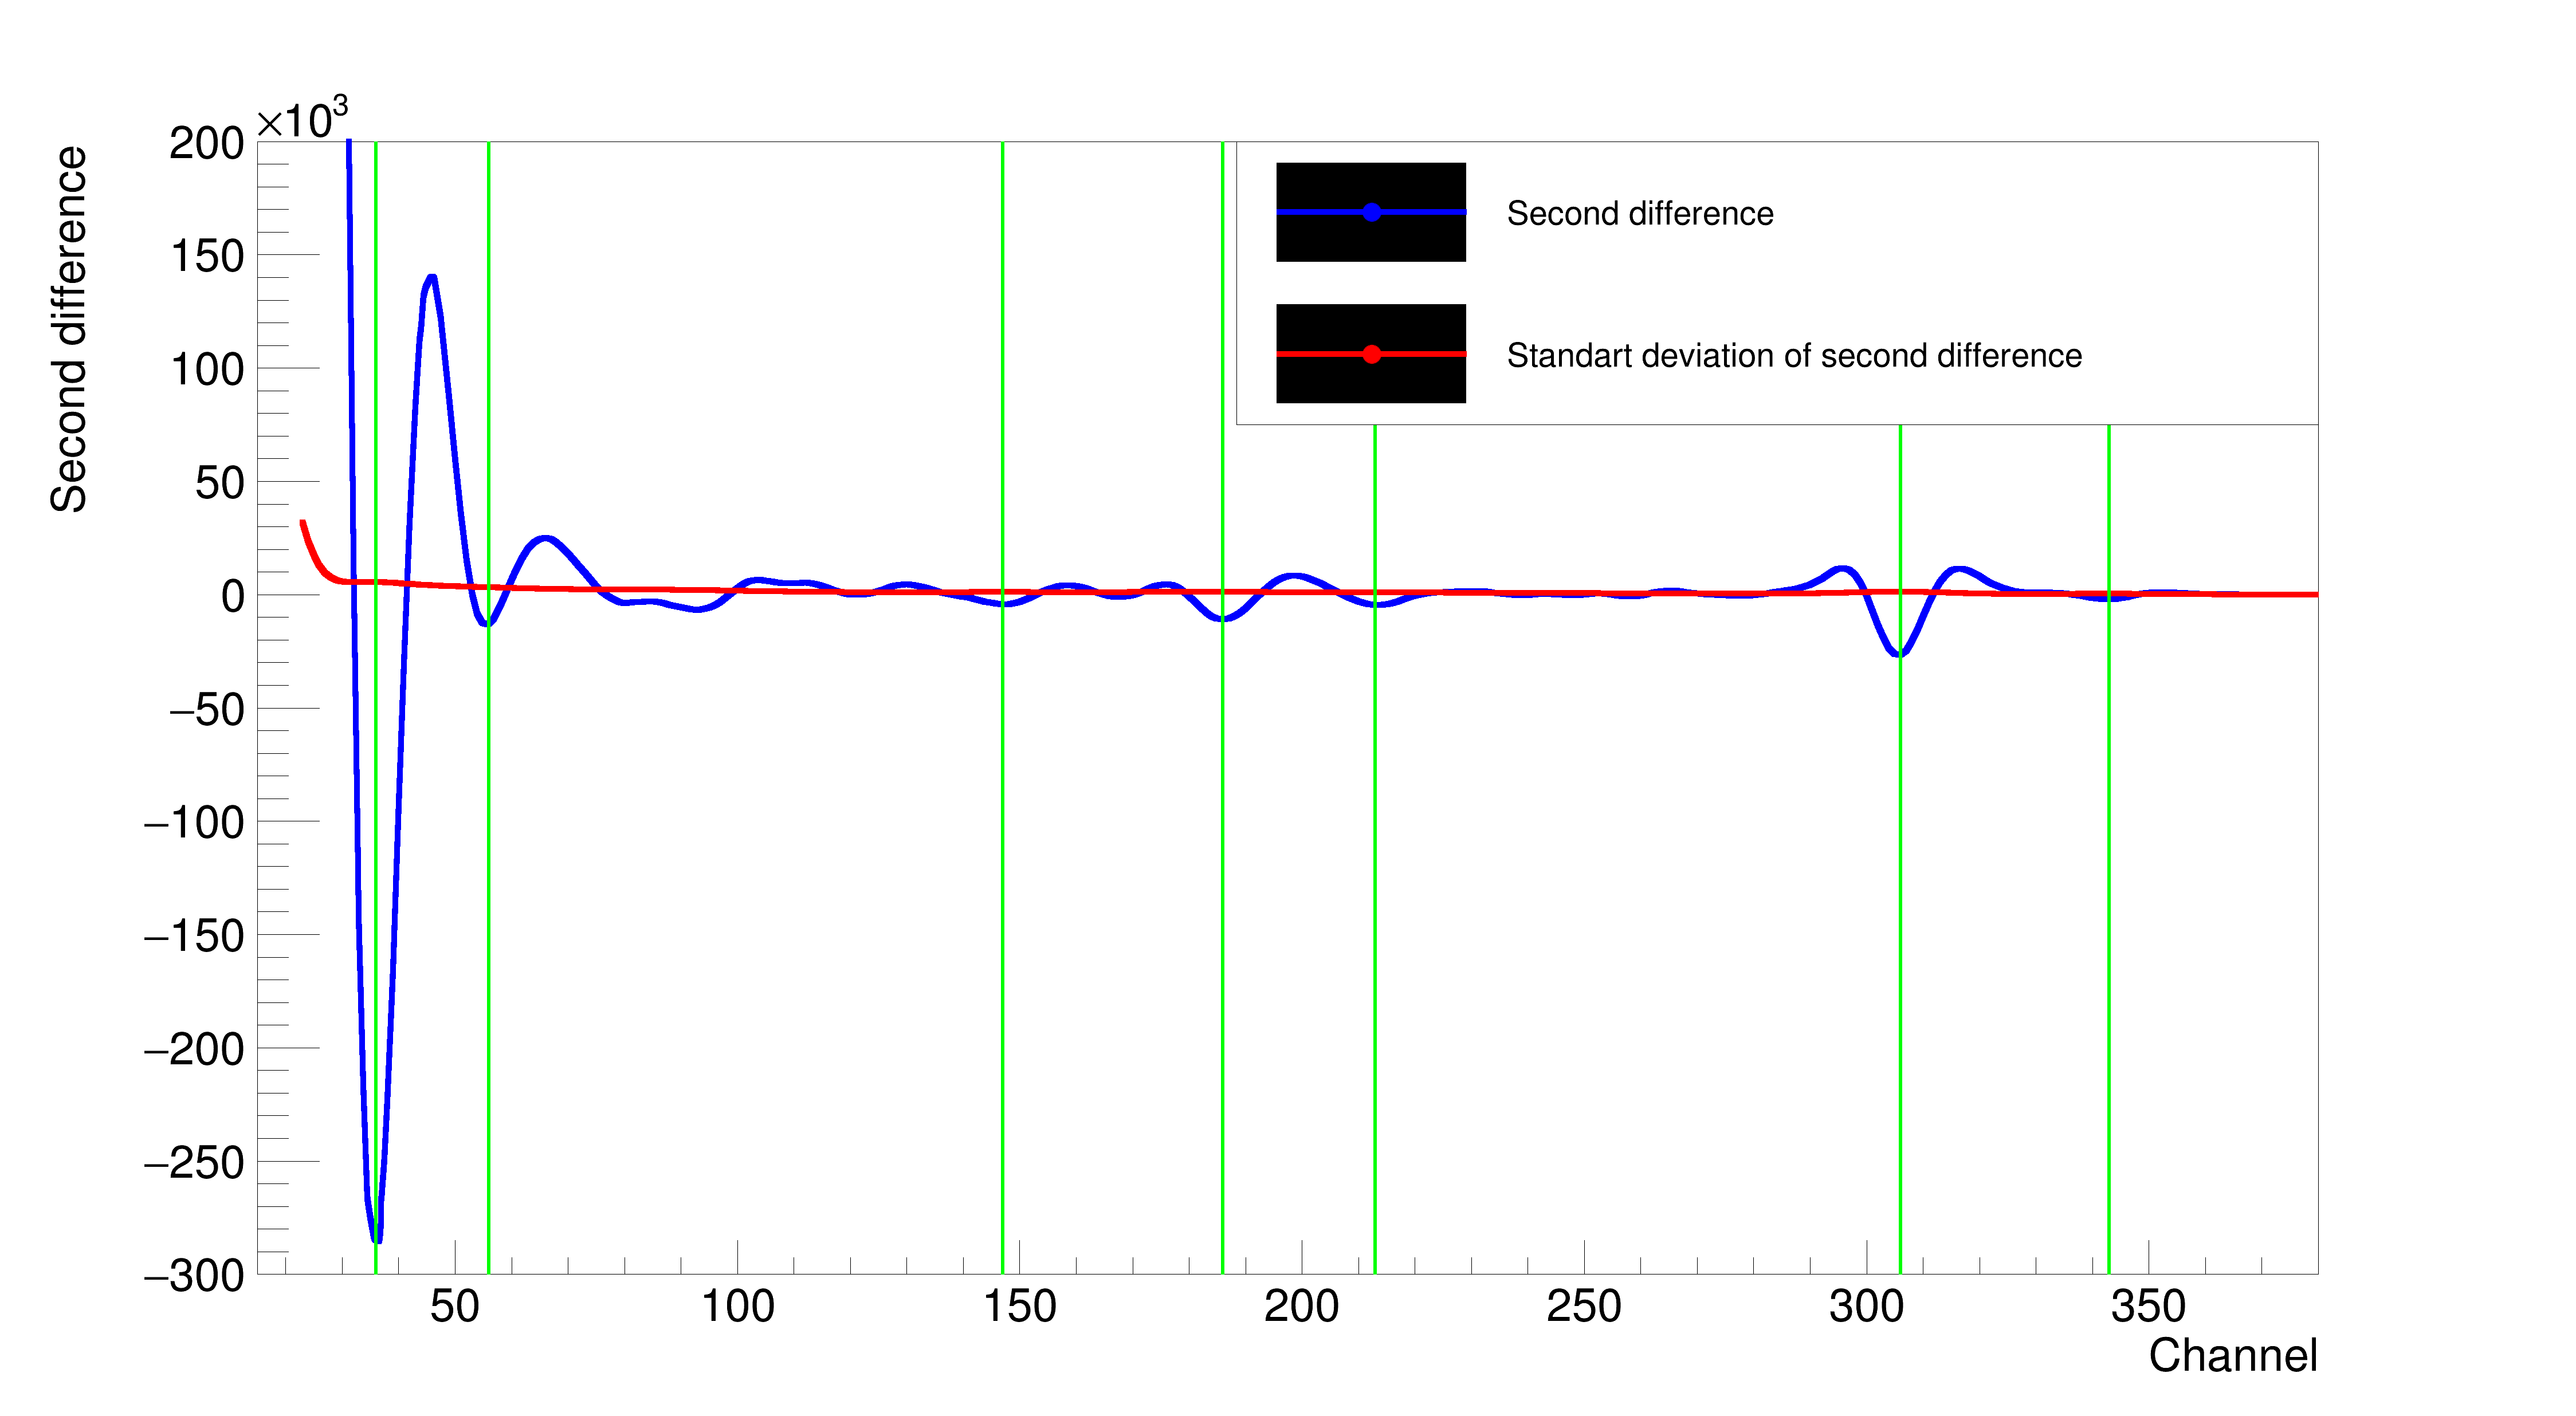 ×10³
Second difference
200
150
100
50
0
−50
−100
−150
−200
−250
−300
Second difference
Standart deviation of second difference
50 100 150 200 250 300 350
Channel